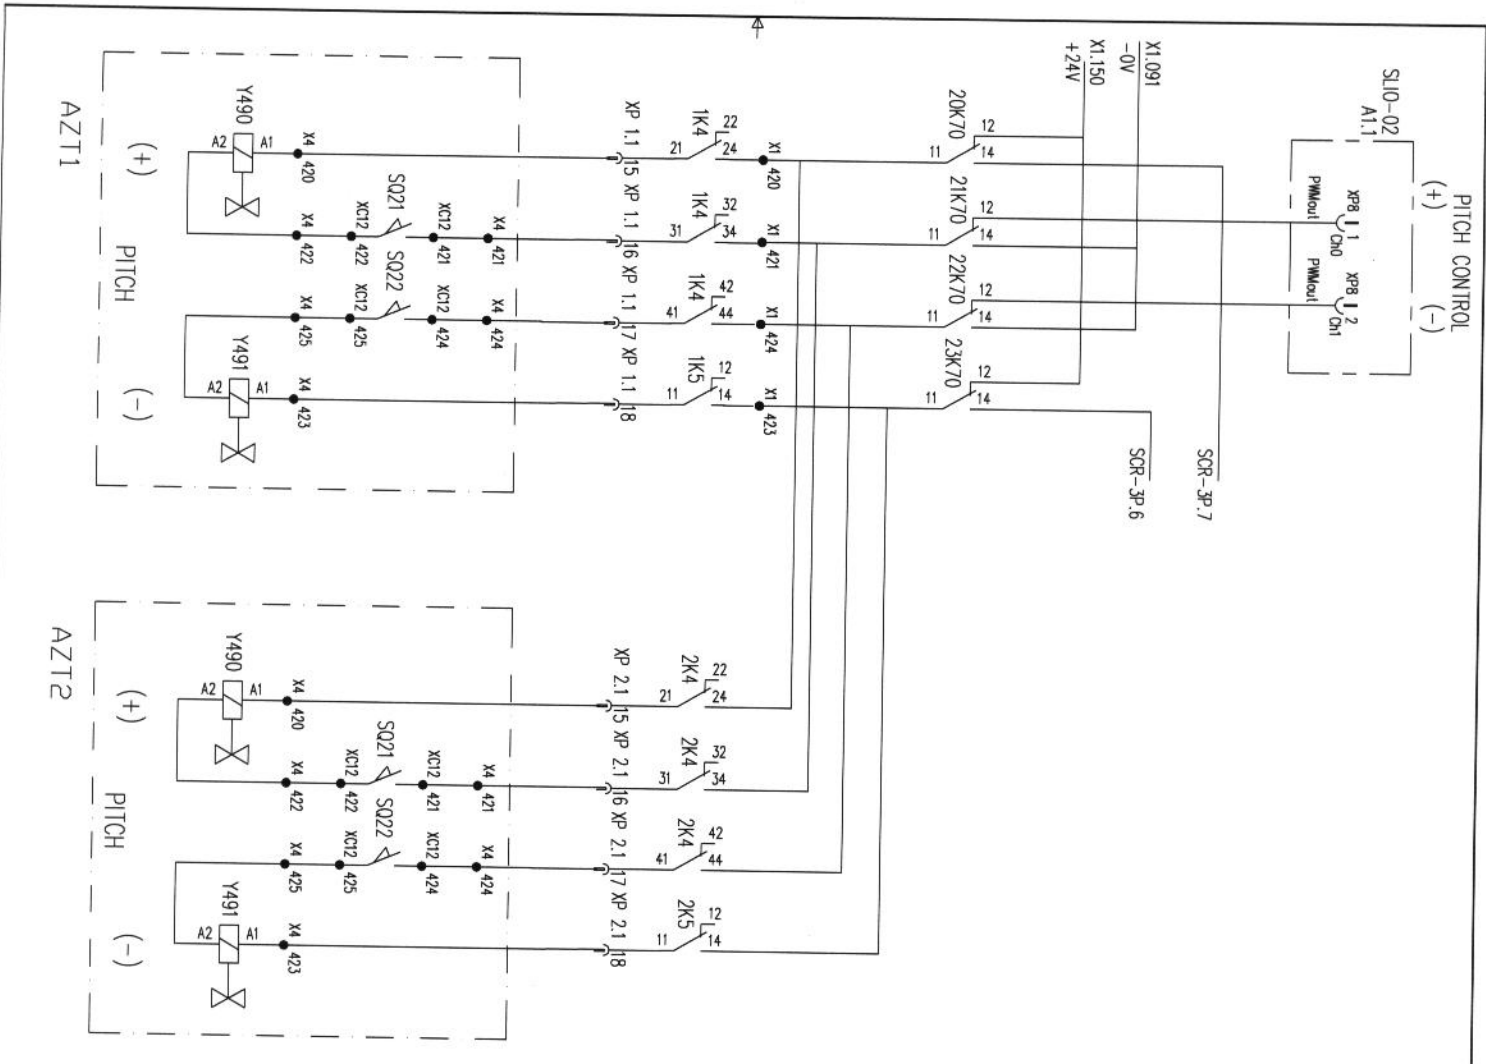 PITCH CONTROL
(+)
(-)
SLIO-02
A1.1
XP8 1 Ch0
PWMout
XP8 2 Ch1
PWMout
X1.091
-0V
X1.150
+24V
SCR-3P.7
SCR-3P.6
20K70
12
14
11
21K70
12
14
11
22K70
12
14
11
23K70
12
14
11
X1 420
X1 421
X1 424
X1 423
1K4
22
24
21
1K4
32
34
31
1K4
42
44
41
1K5
12
14
11
2K4
22
24
21
2K4
32
34
31
2K4
42
44
41
2K5
12
14
11
XP 1.1 15
XP 1.1 16
XP 1.1 17
XP 1.1 18
XP 2.1 15
XP 2.1 16
XP 2.1 17
XP 2.1 18
X4 421
X4 424
XC12 421
XC12 424
SQ21
SQ22
XC12 422
XC12 425
X4 420
X4 422
X4 425
X4 423
Y490
A1
A2
Y491
A1
A2
(+)
PITCH
(-)
AZT1
X4 421
X4 424
XC12 421
XC12 424
SQ21
SQ22
XC12 422
XC12 425
X4 420
X4 422
X4 425
X4 423
Y490
A1
A2
Y491
A1
A2
(+)
PITCH
(-)
AZT2